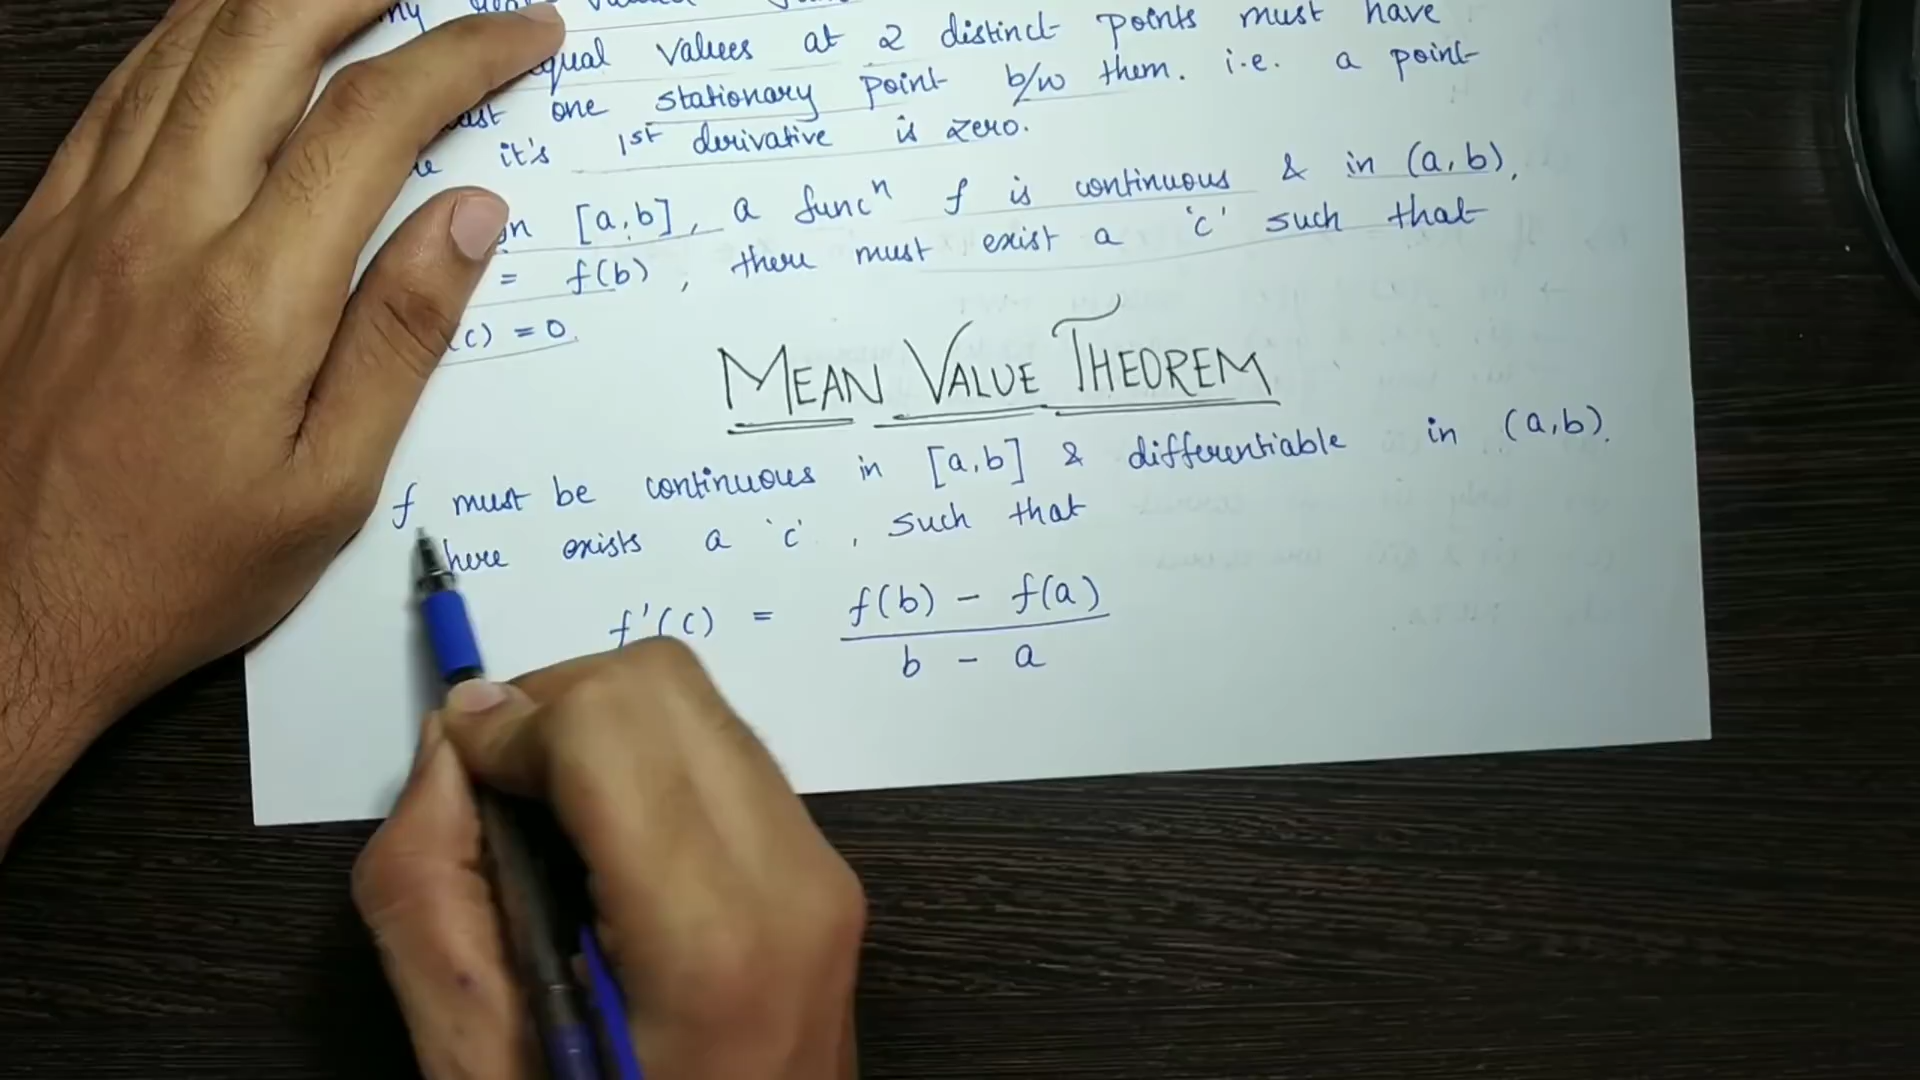 equal values at 2 distinct points must have
one stationary point b/w them. i.e. a point
it's 1st derivative is zero.
[a,b], a funcⁿ f is continuous & in (a,b),
= f(b), there must exist a 'c' such that
(c) = 0.
MEAN VALUE THEOREM
f must be continuous in [a,b] & differentiable in (a,b).
here exists a 'c', such that
f'(c) = f(b) - f(a)
b - a